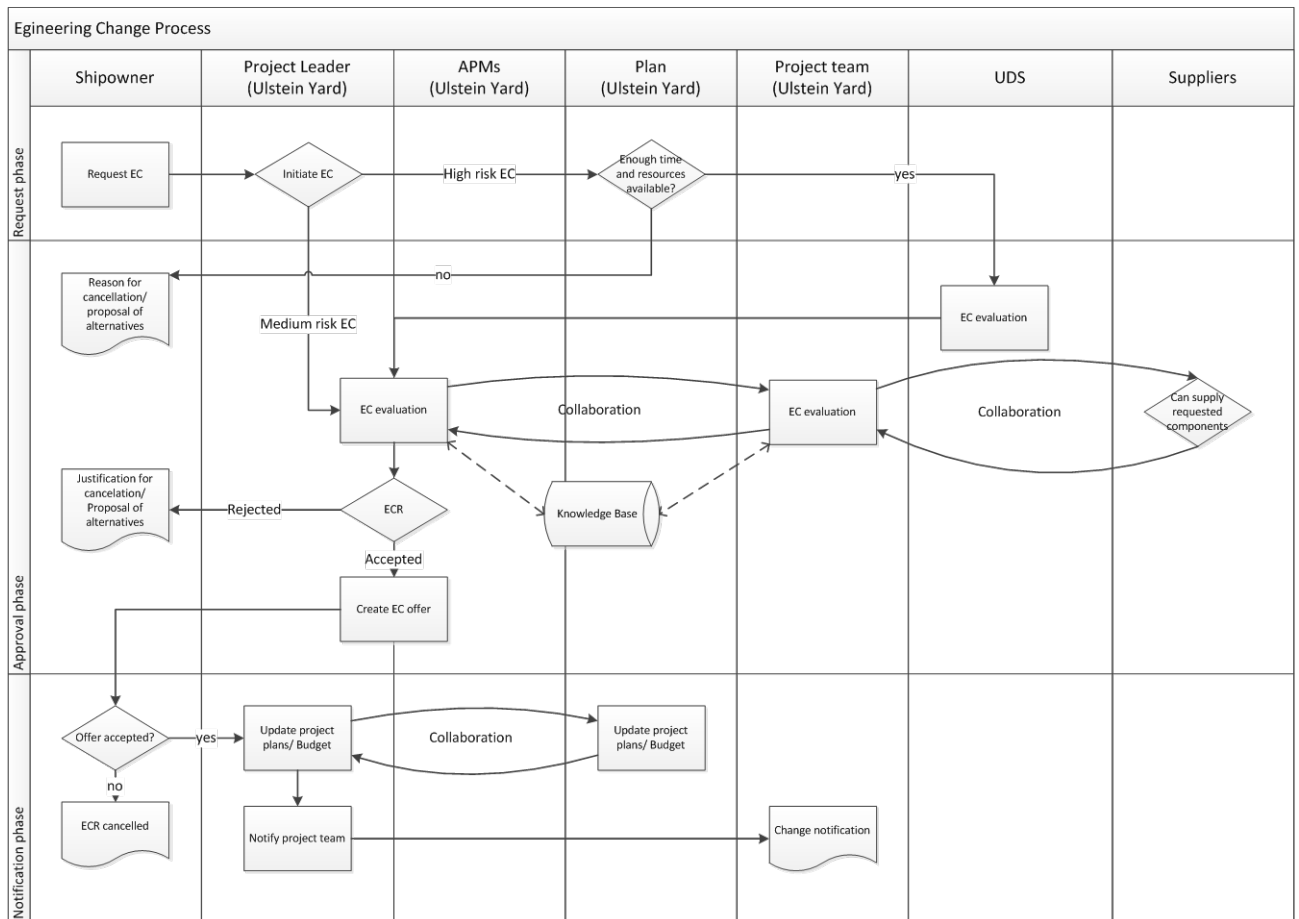 Egineering Change Process
Shipowner
Project Leader
(Ulstein Yard)
APMs
(Ulstein Yard)
Plan
(Ulstein Yard)
Project team
(Ulstein Yard)
UDS
Suppliers
Request phase
Request EC
Initiate EC
High risk EC
Enough time
and resources
available?
yes
Approval phase
no
Reason for
cancellation/
proposal of
alternatives
Medium risk EC
EC evaluation
EC evaluation
Collaboration
EC evaluation
Collaboration
Can supply
requested
components
Justification for
cancelation/
Proposal of
alternatives
Rejected
ECR
Knowledge Base
Accepted
Create EC offer
Notification phase
Offer accepted?
yes
Update project
plans/ Budget
Collaboration
Update project
plans/ Budget
no
ECR cancelled
Notify project team
Change notification